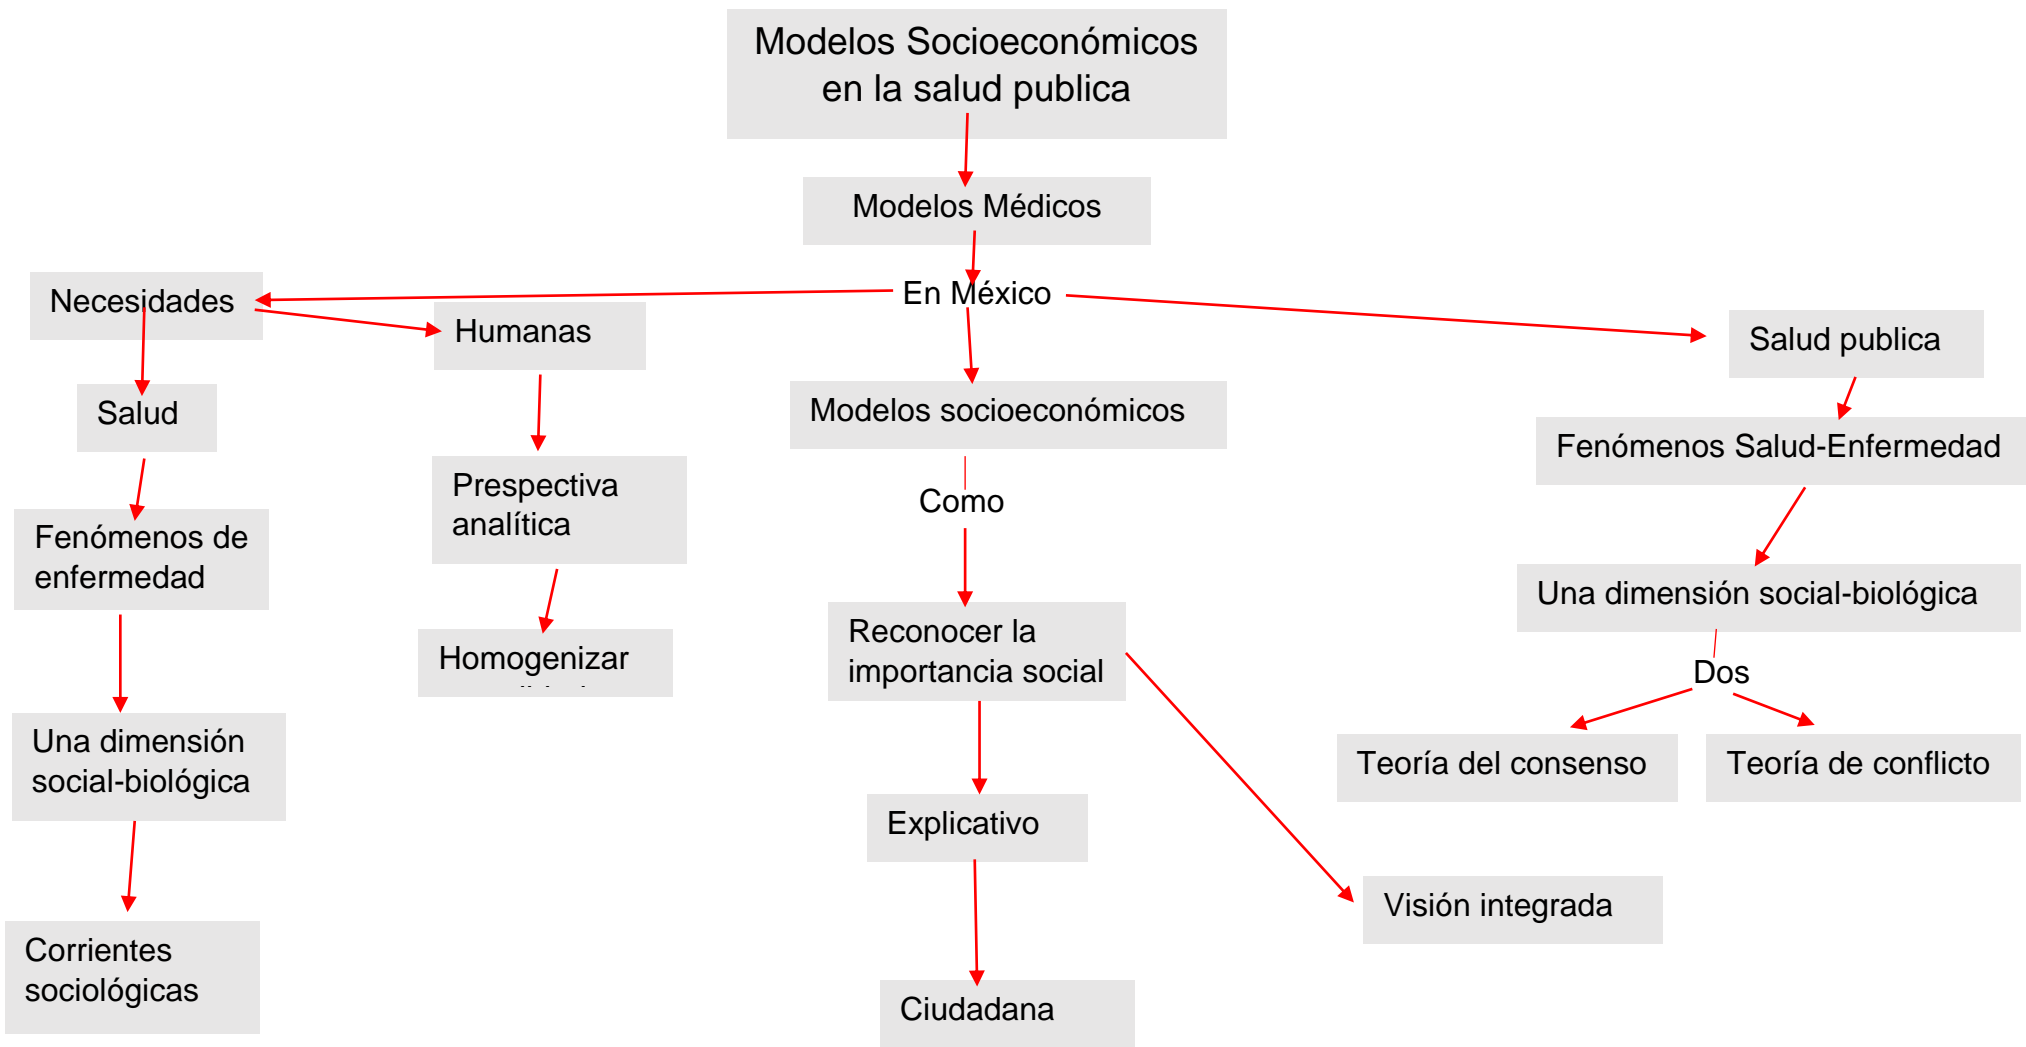 Modelos Socioeconómicos
en la salud publica
Modelos Médicos
En México
Necesidades
Humanas
Salud publica
Salud
Modelos socioeconómicos
Fenómenos Salud-Enfermedad
Prespectiva
analítica
Como
Fenómenos de
enfermedad
Una dimensión social-biológica
Reconocer la
importancia social
Homogenizar
Dos
Una dimensión
social-biológica
Teoría del consenso
Teoría de conflicto
Explicativo
Visión integrada
Corrientes
sociológicas
Ciudadana